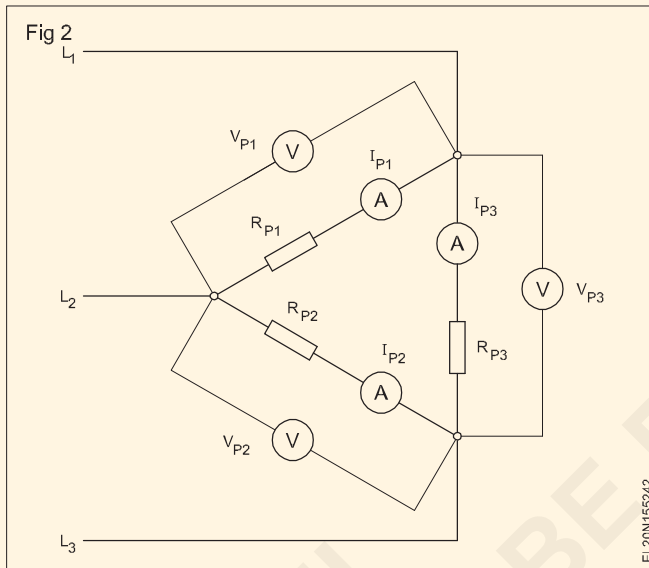 Fig 2
L1
VP1
V
IP1
A
RP1
IP3
A
L2
RP2
V
VP3
IP2
A
RP3
VP2
V
L3
EL20N155242